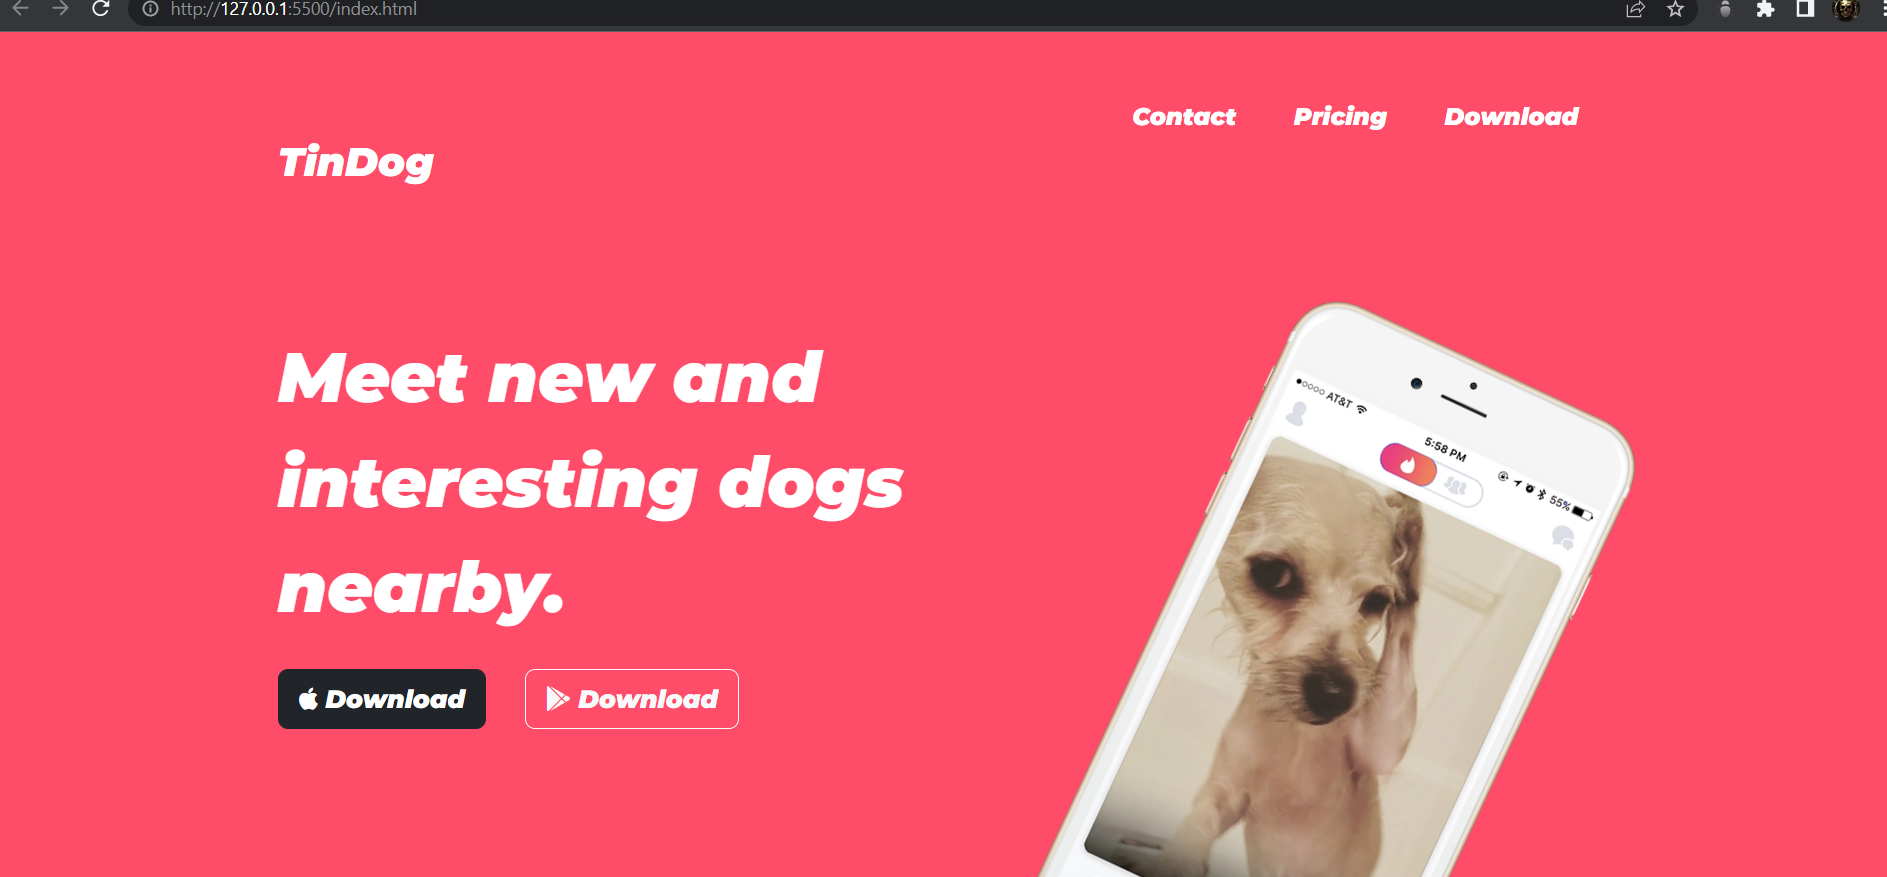 http://127.0.0.1:5500/index.html
Contact Pricing Download
TinDog
Meet new and
interesting dogs
nearby.
AT&T
5:58 PM
55%
Download Download